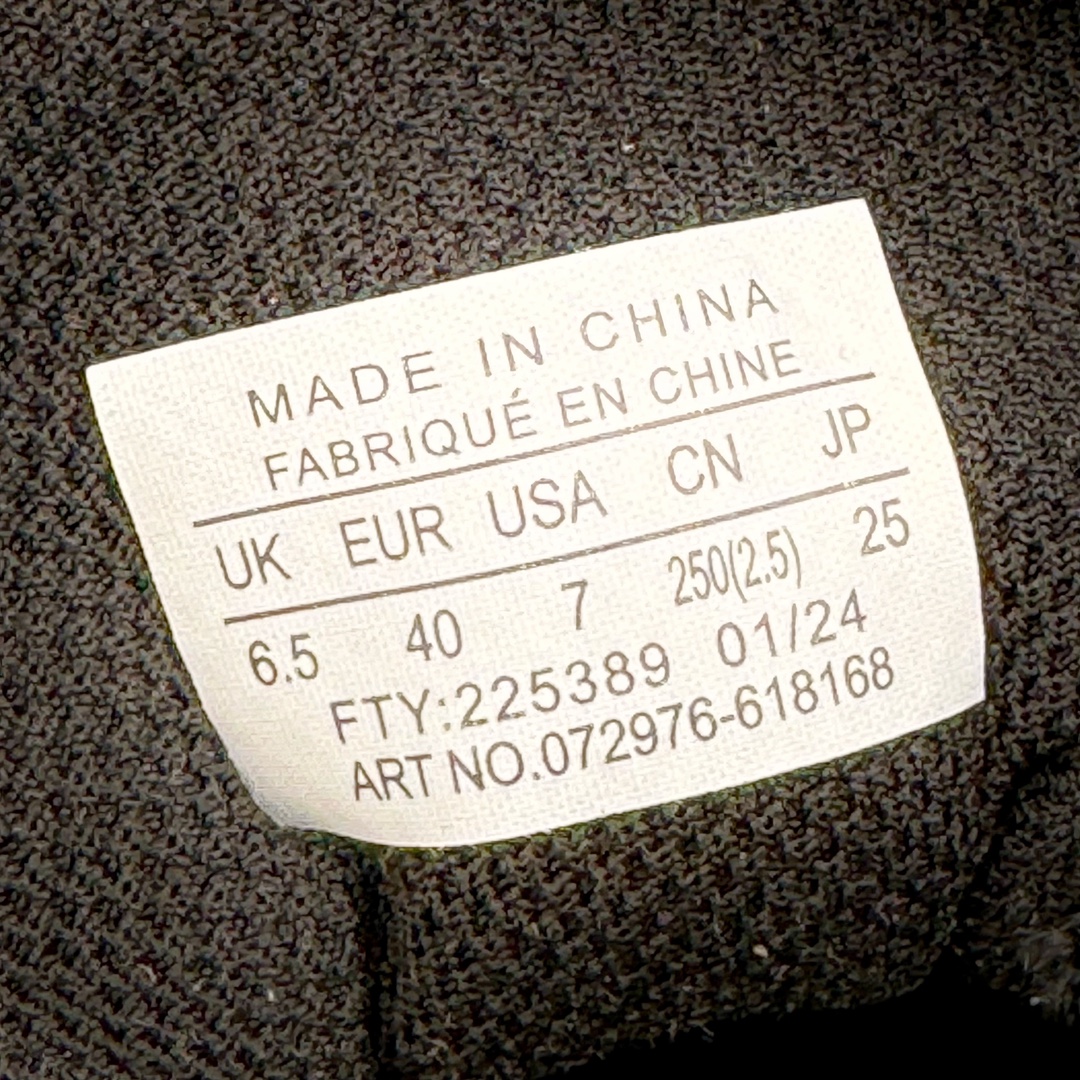 MADE IN CHINA
FABRIQUÉ EN CHINE
UK EUR USA CN JP
6.5 40 7 250(2.5) 25
FTY:225389 01/24
ART NO.072976-618168